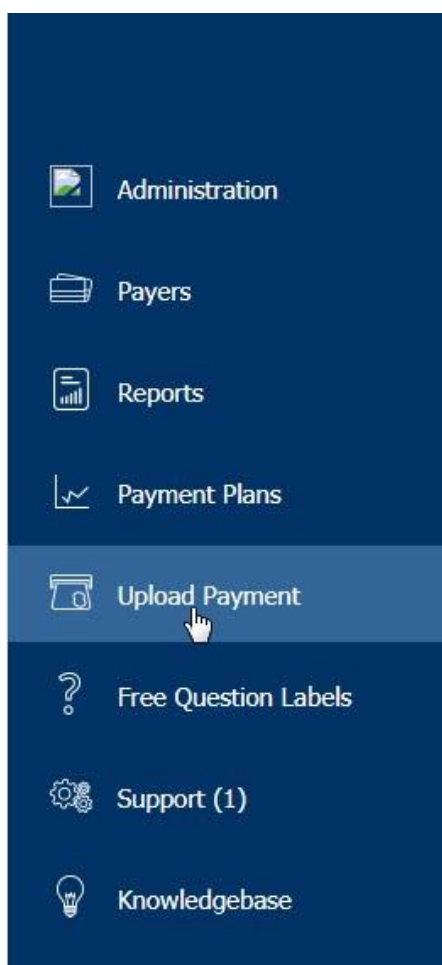 Administration
Payers
Reports
Payment Plans
Upload Payment
Free Question Labels
Support (1)
Knowledgebase